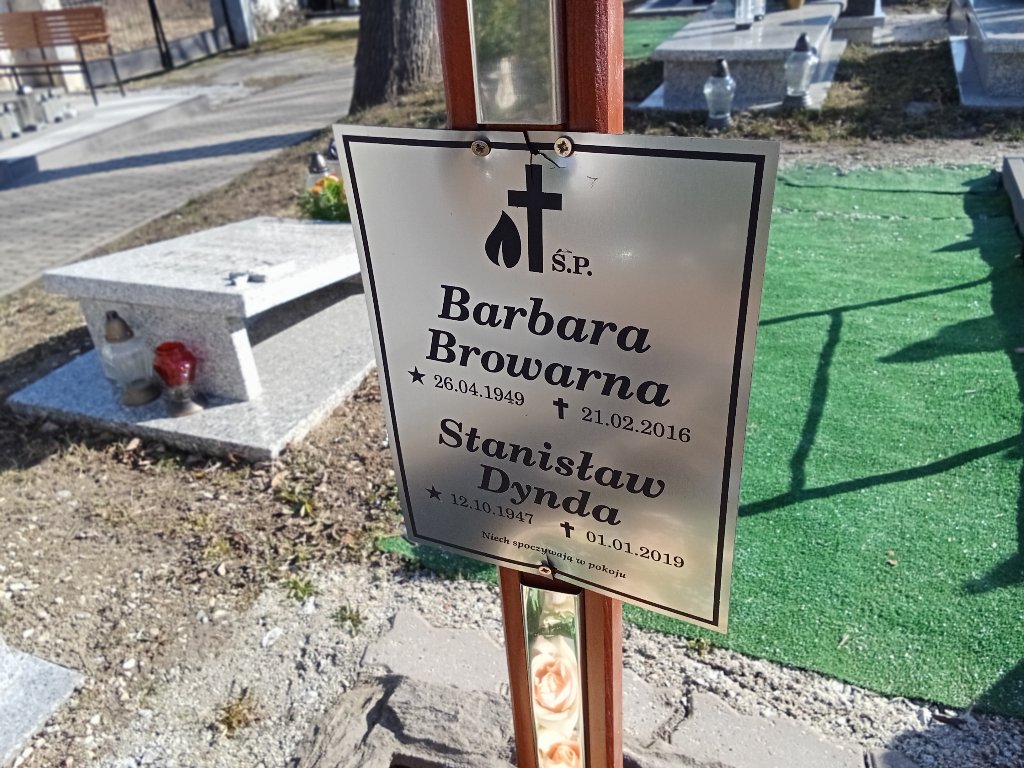 Ś.P.
Barbara
Browarna
★ 26.04.1949 ✝ 21.02.2016
Stanisław
Dynda
★ 12.10.1947 ✝ 01.01.2019
Niech spoczywają w pokoju